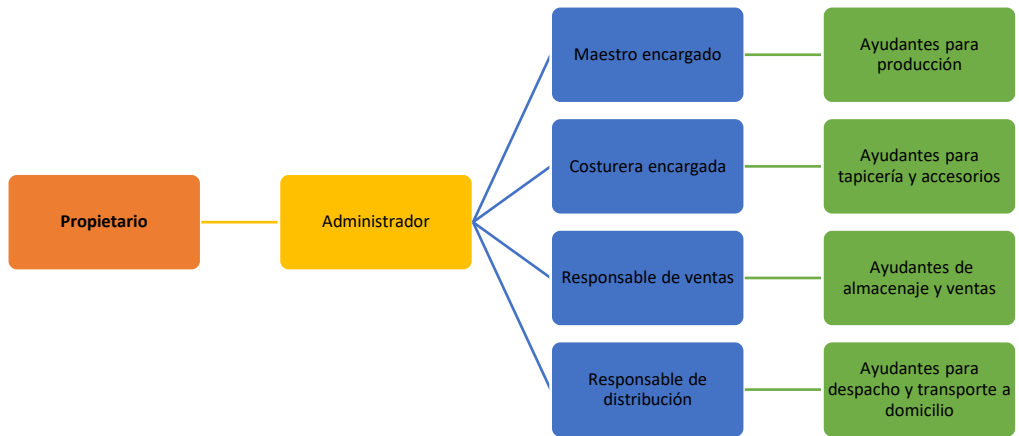 Propietario
Administrador
Maestro encargado
Ayudantes para
producción
Costurera encargada
Ayudantes para
tapicería y accesorios
Responsable de ventas
Ayudantes de
almacenaje y ventas
Responsable de
distribución
Ayudantes para
despacho y transporte a
domicilio